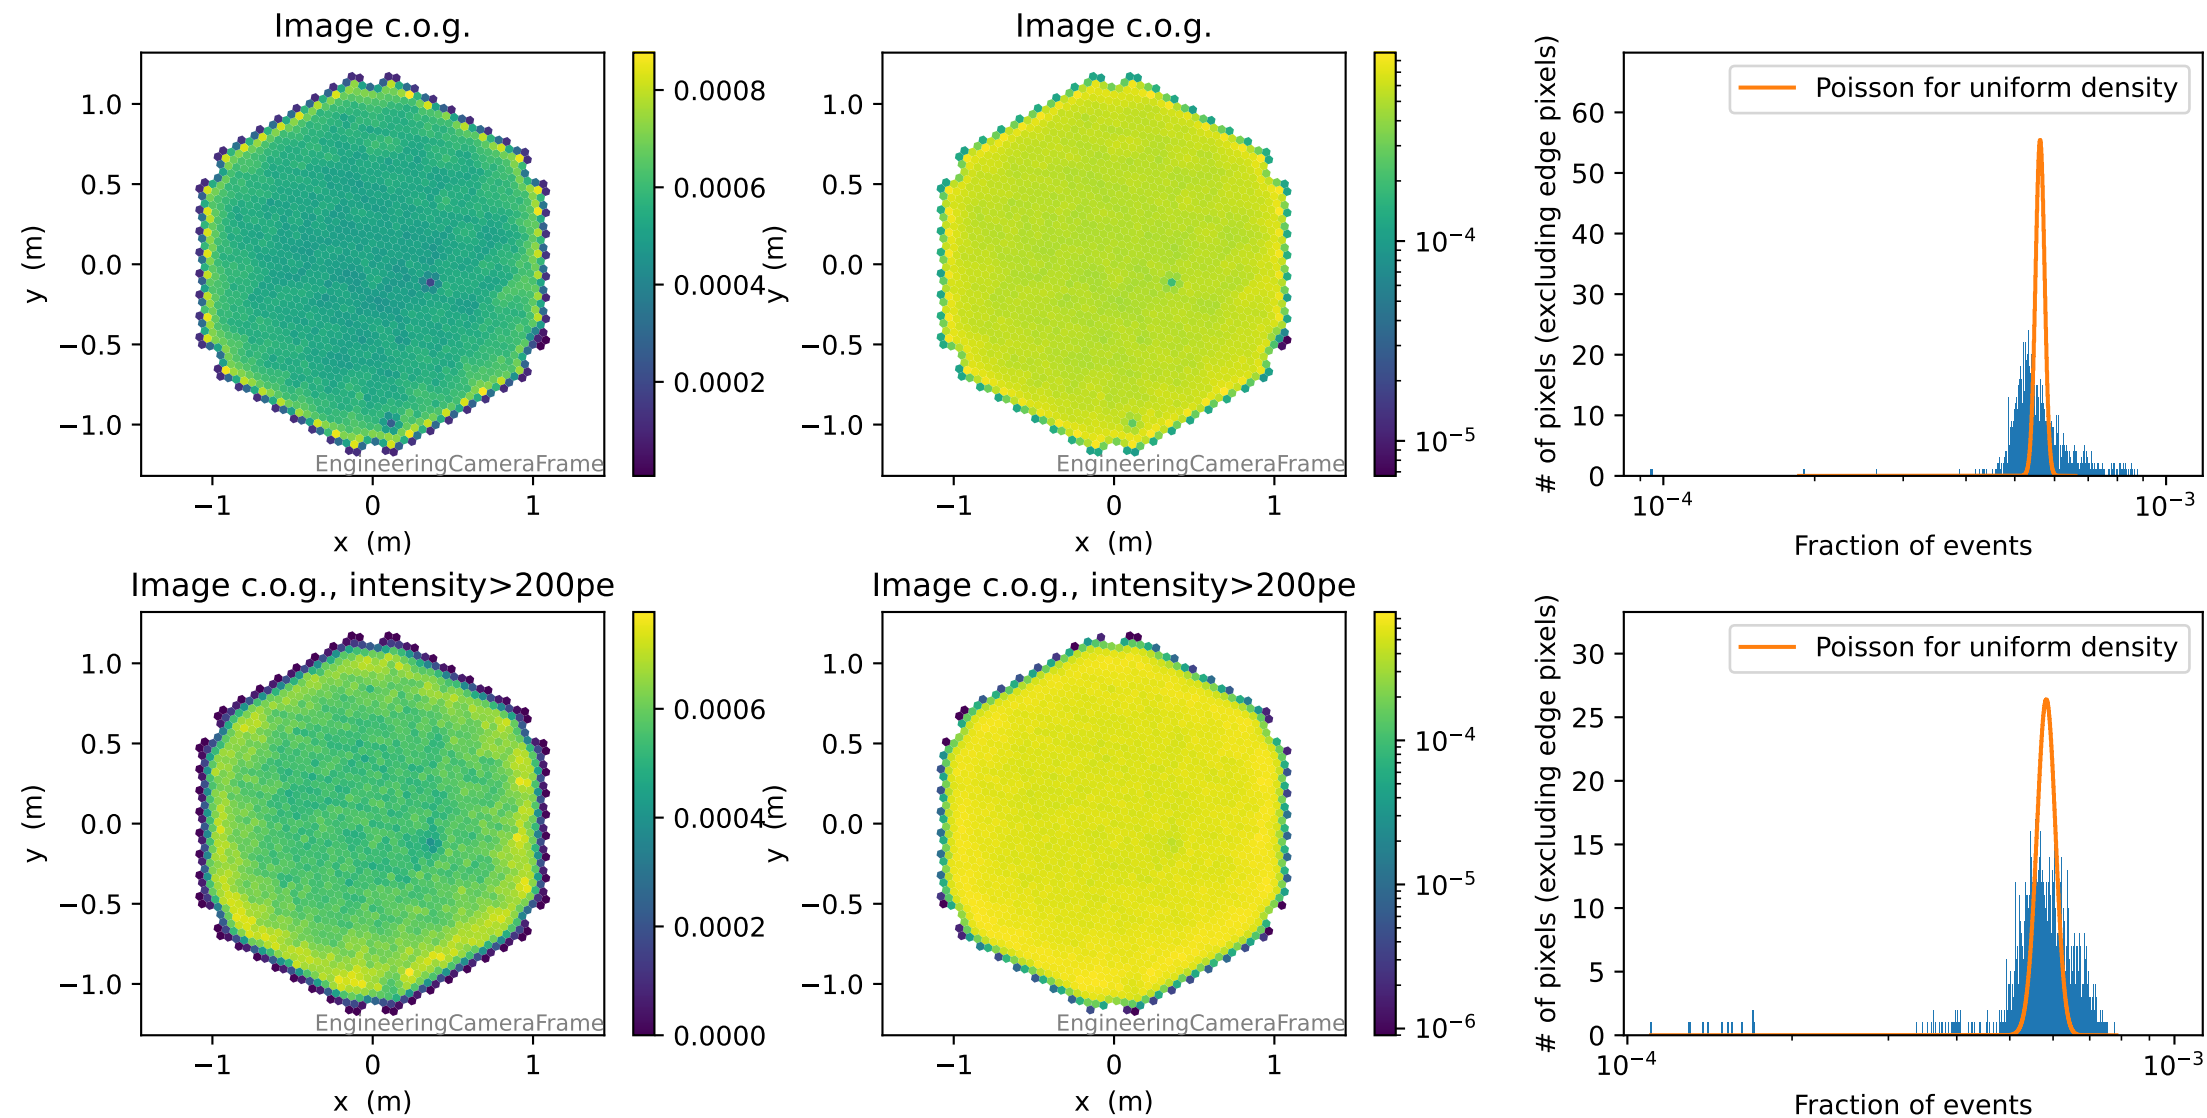 Image c.o.g.
1.0
0.5
0.0
−0.5
−1.0
y (m)
−1 0 1
x (m)
EngineeringCameraFrame
0.0008
0.0006
0.0004
0.0002
Image c.o.g.
1.0
0.5
0.0
−0.5
−1.0
y (m)
−1 0 1
x (m)
EngineeringCameraFrame
10⁻⁴
10⁻⁵
# of pixels (excluding edge pixels)
60
50
40
30
20
10
0
Poisson for uniform density
10⁻⁴ 10⁻³
Fraction of events
Image c.o.g., intensity>200pe
1.0
0.5
0.0
−0.5
−1.0
y (m)
−1 0 1
x (m)
EngineeringCameraFrame
0.0006
0.0004
0.0002
0.0000
Image c.o.g., intensity>200pe
1.0
0.5
0.0
−0.5
−1.0
y (m)
−1 0 1
x (m)
EngineeringCameraFrame
10⁻⁴
10⁻⁵
10⁻⁶
# of pixels (excluding edge pixels)
30
25
20
15
10
5
0
Poisson for uniform density
10⁻⁴ 10⁻³
Fraction of events